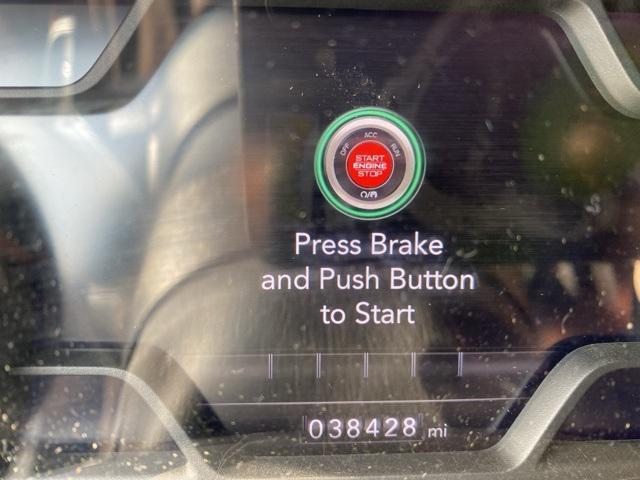 OFF ACC RUN
START
ENGINE
STOP
Press Brake
and Push Button
to Start
038428 mi